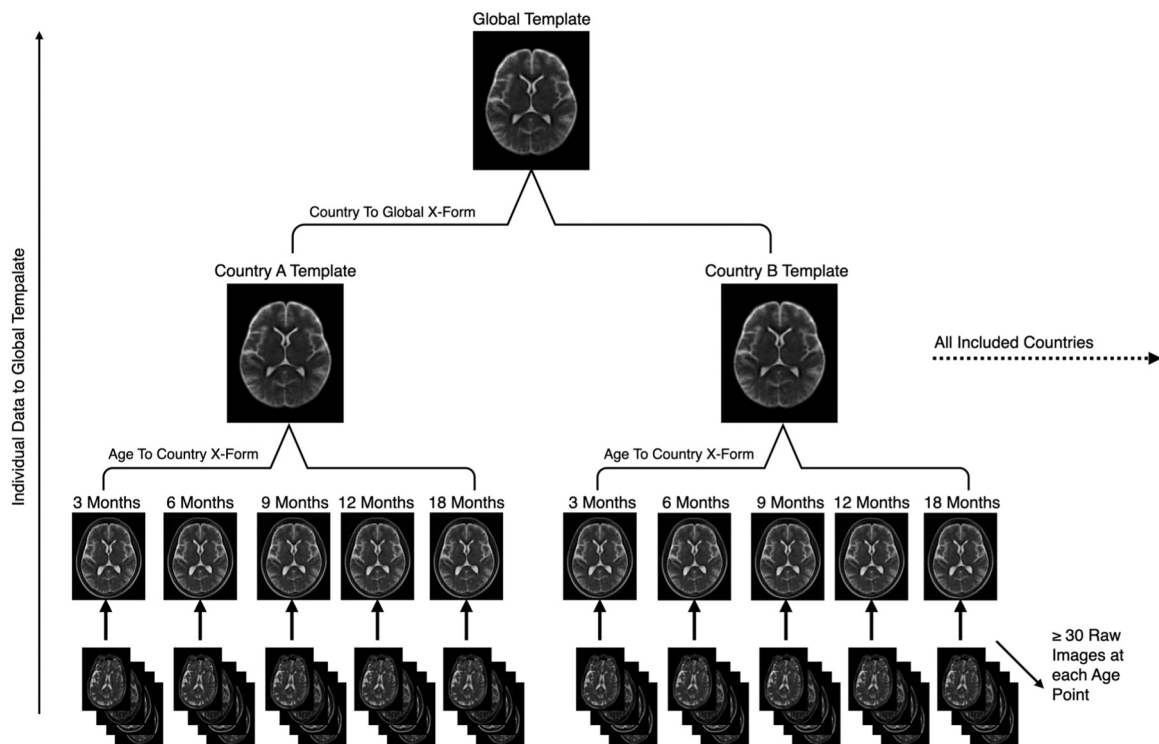 Global Template
Country To Global X-Form
Country A Template
Country B Template
Individual Data to Global Tempalate
All Included Countries
Age To Country X-Form
Age To Country X-Form
3 Months
6 Months
9 Months
12 Months
18 Months
3 Months
6 Months
9 Months
12 Months
18 Months
≥ 30 Raw
Images at
each Age
Point